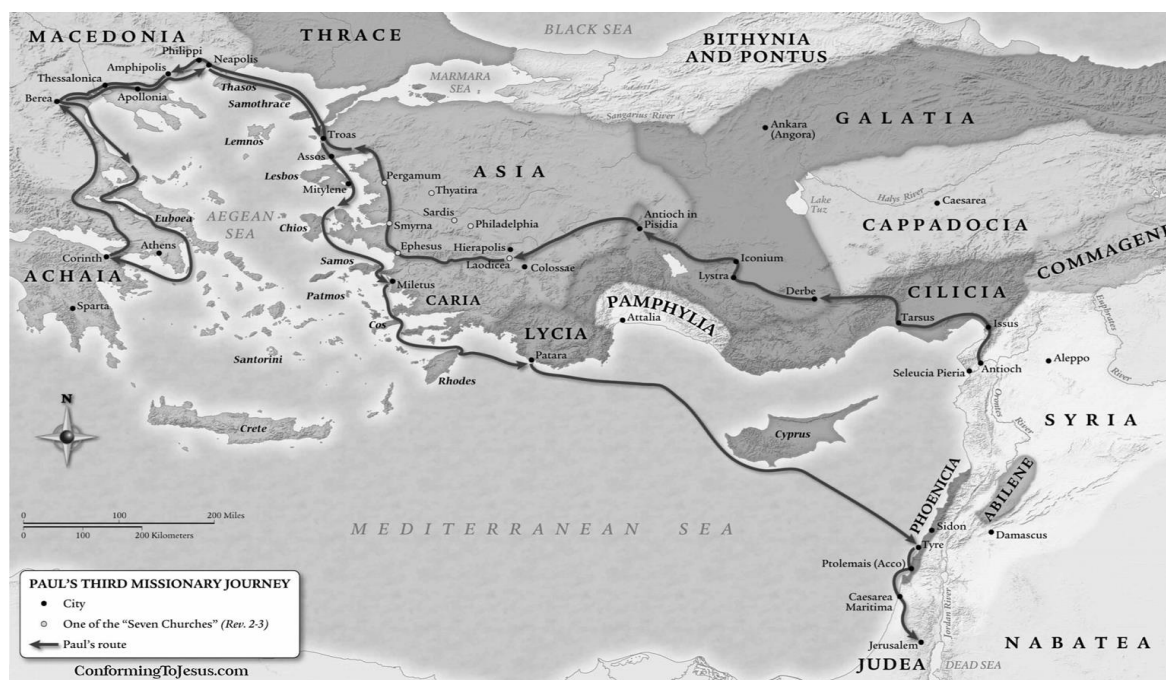 BLACK SEA
MACEDONIA
THRACE
BITHYNIA
AND PONTUS
Philippi
Neapolis
Amphipolis
Thessalonica
Apollonia
Berea
Thasos
Samothrace
MARMARA
SEA
Sangarius River
GALATIA
Ankara
(Angora)
Troas
Lemnos
Assos
ASIA
Lesbos
Pergamum
Thyatira
Mitylene
Halys River
Lake
Tuz
Caesarea
CAPPADOCIA
COMMAGENE
Euboea
AEGEAN
SEA
Sardis
Philadelphia
Smyrna
Chios
Antioch in
Pisidia
Athens
Corinth
ACHAIA
Ephesus
Hierapolis
Laodicea
Colossae
Samos
Iconium
Lystra
Derbe
CILICIA
Tarsus
Issus
Euphrates
River
Sparta
Patmos
Miletus
CARIA
PAMPHYLIA
Attalia
LYCIA
Cos
Santorini
Patara
Rhodes
Seleucia Pieria
Antioch
Aleppo
Orontes
River
SYRIA
N
Crete
Cyprus
PHOENICIA
ABILENE
Sidon
Damascus
Tyre
MEDITERRANEAN SEA
0 100 200 Miles
0 100 200 Kilometers
Ptolemais (Acco)
Caesarea
Maritima
Jordan River
Jerusalem
JUDEA
DEAD SEA
NABATEA
PAUL'S THIRD MISSIONARY JOURNEY
City
One of the “Seven Churches” (Rev. 2-3)
Paul's route
ConformingToJesus.com